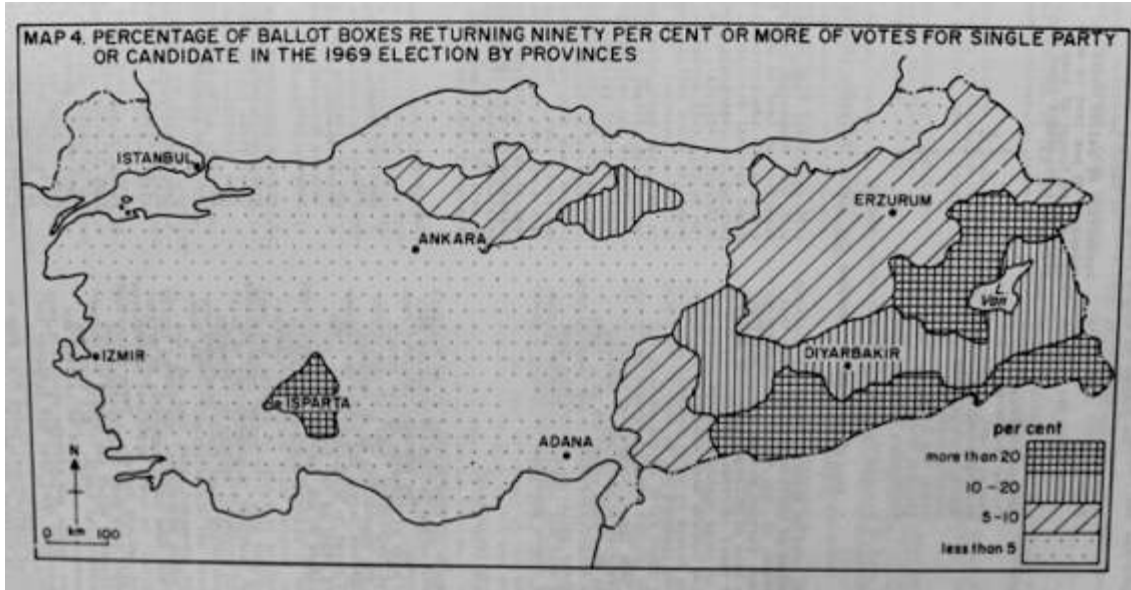 MAP 4. PERCENTAGE OF BALLOT BOXES RETURNING NINETY PER CENT OR MORE OF VOTES FOR SINGLE PARTY
OR CANDIDATE IN THE 1969 ELECTION BY PROVINCES
ISTANBUL
ERZURUM
ANKARA
L.
Van
IZMIR
DIYARBAKIR
ISPARTA
ADANA
N
0 km 100
per cent
more than 20
10-20
5-10
less than 5